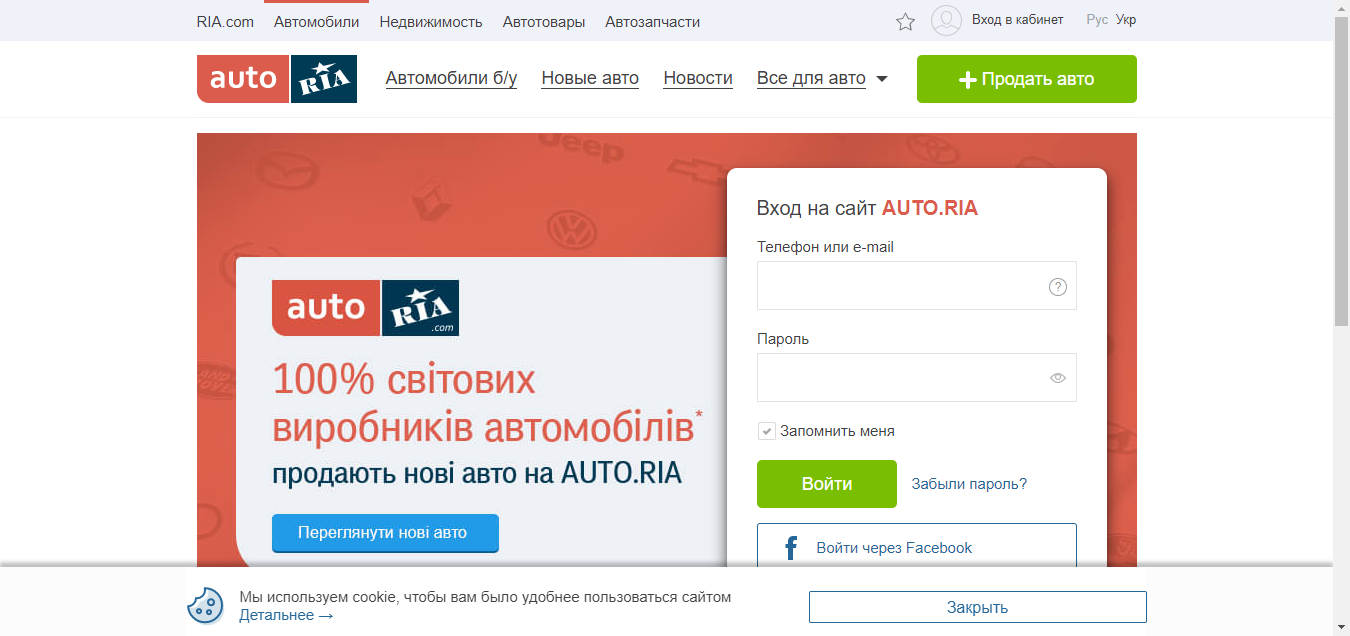 RIA.com Автомобили Недвижимость Автотовары Автозапчасти Вход в кабинет Рус Укр
auto RIA Автомобили б/у Новые авто Новости Все для авто Продать авто
Jeep
Вход на сайт AUTO.RIA
Телефон или e-mail
?
Пароль
Запомнить меня
Войти Забыли пароль?
Войти через Facebook
auto RIA .com
100% світових
виробників автомобілів*
продають нові авто на AUTO.RIA
Переглянути нові авто
Мы используем cookie, чтобы вам было удобнее пользоваться сайтом
Детальнее →
Закрыть